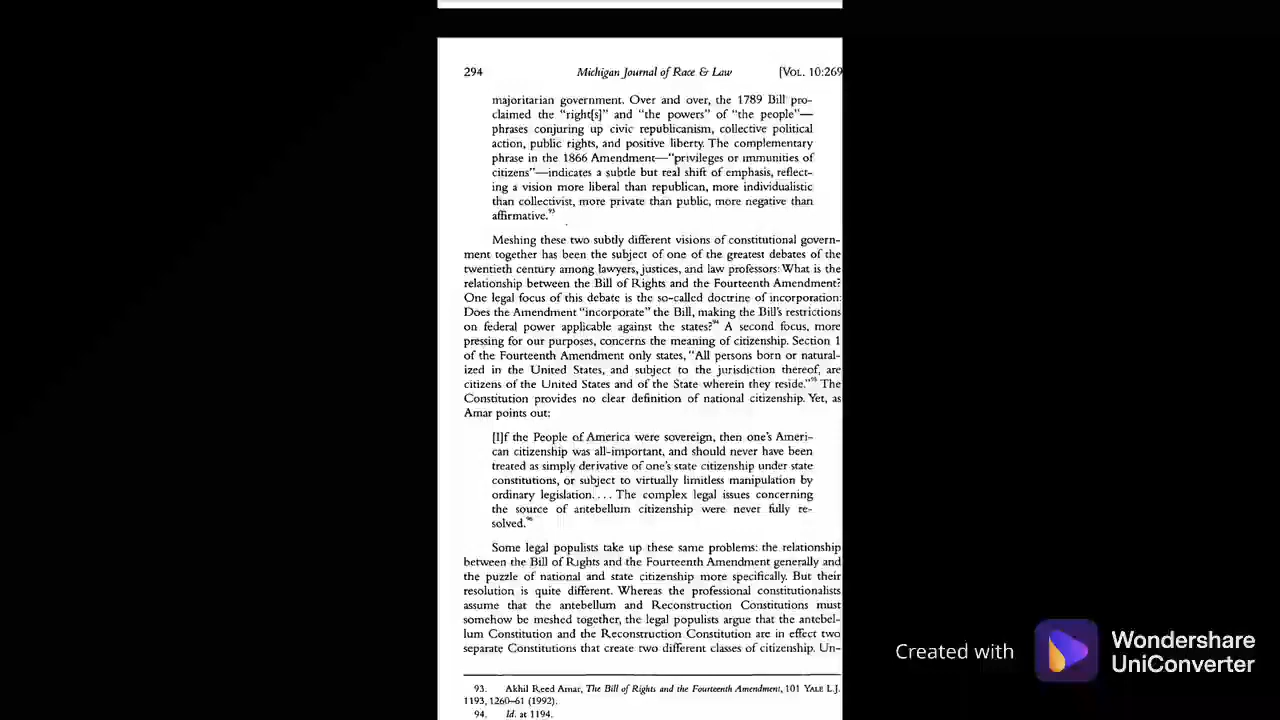 294 Michigan Journal of Race & Law [VOL. 10:269
majoritarian government. Over and over, the 1789 Bill pro-
claimed the "right[s]" and "the powers" of "the people"—
phrases conjuring up civic republicanism, collective political
action, public rights, and positive liberty. The complementary
phrase in the 1866 Amendment—"privileges or immunities of
citizens"—indicates a subtle but real shift of emphasis, reflect-
ing a vision more liberal than republican, more individualistic
than collectivist, more private than public, more negative than
affirmative.93
Meshing these two subtly different visions of constitutional govern-
ment together has been the subject of one of the greatest debates of the
twentieth century among lawyers, justices, and law professors: What is the
relationship between the Bill of Rights and the Fourteenth Amendment?
One legal focus of this debate is the so-called doctrine of incorporation:
Does the Amendment "incorporate" the Bill, making the Bill's restrictions
on federal power applicable against the states?94 A second focus, more
pressing for our purposes, concerns the meaning of citizenship. Section 1
of the Fourteenth Amendment only states, "All persons born or natural-
ized in the United States, and subject to the jurisdiction thereof, are
citizens of the United States and of the State wherein they reside."95 The
Constitution provides no clear definition of national citizenship. Yet, as
Amar points out:
[I]f the People of America were sovereign, then one's Ameri-
can citizenship was all-important, and should never have been
treated as simply derivative of one's state citizenship under state
constitutions, or subject to virtually limitless manipulation by
ordinary legislation. . . . The complex legal issues concerning
the source of antebellum citizenship were never fully re-
solved.96
Some legal populists take up these same problems: the relationship
between the Bill of Rights and the Fourteenth Amendment generally and
the puzzle of national and state citizenship more specifically. But their
resolution is quite different. Whereas the professional constitutionalists
assume that the antebellum and Reconstruction Constitutions must
somehow be meshed together, the legal populists argue that the antebel-
lum Constitution and the Reconstruction Constitution are in effect two
separate Constitutions that create two different classes of citizenship. Un-
93. Akhil Reed Amar, The Bill of Rights and the Fourteenth Amendment, 101 YALE L.J.
1193, 1260–61 (1992).
94. Id. at 1194.
Created with Wondershare
UniConverter